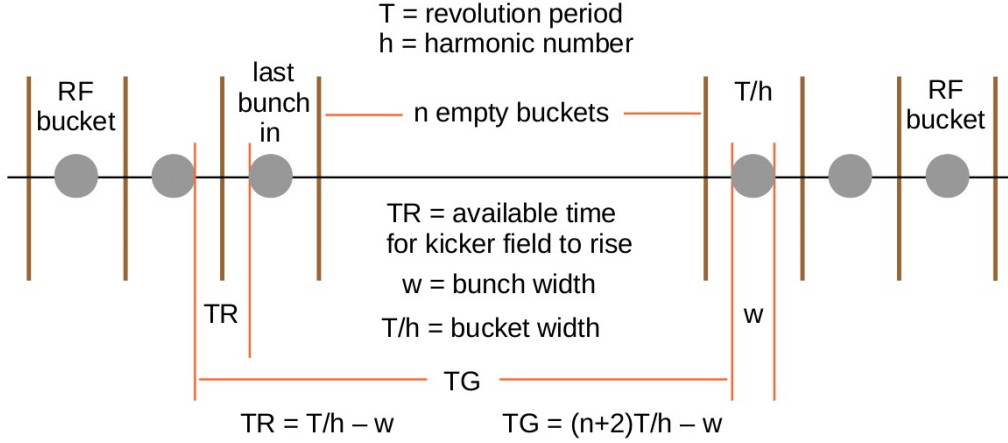 T = revolution period
h = harmonic number
RF
bucket
last
bunch
in
n empty buckets
T/h
RF
bucket
TR = available time
for kicker field to rise
w = bunch width
T/h = bucket width
TR
w
TG
TR = T/h – w
TG = (n+2)T/h – w